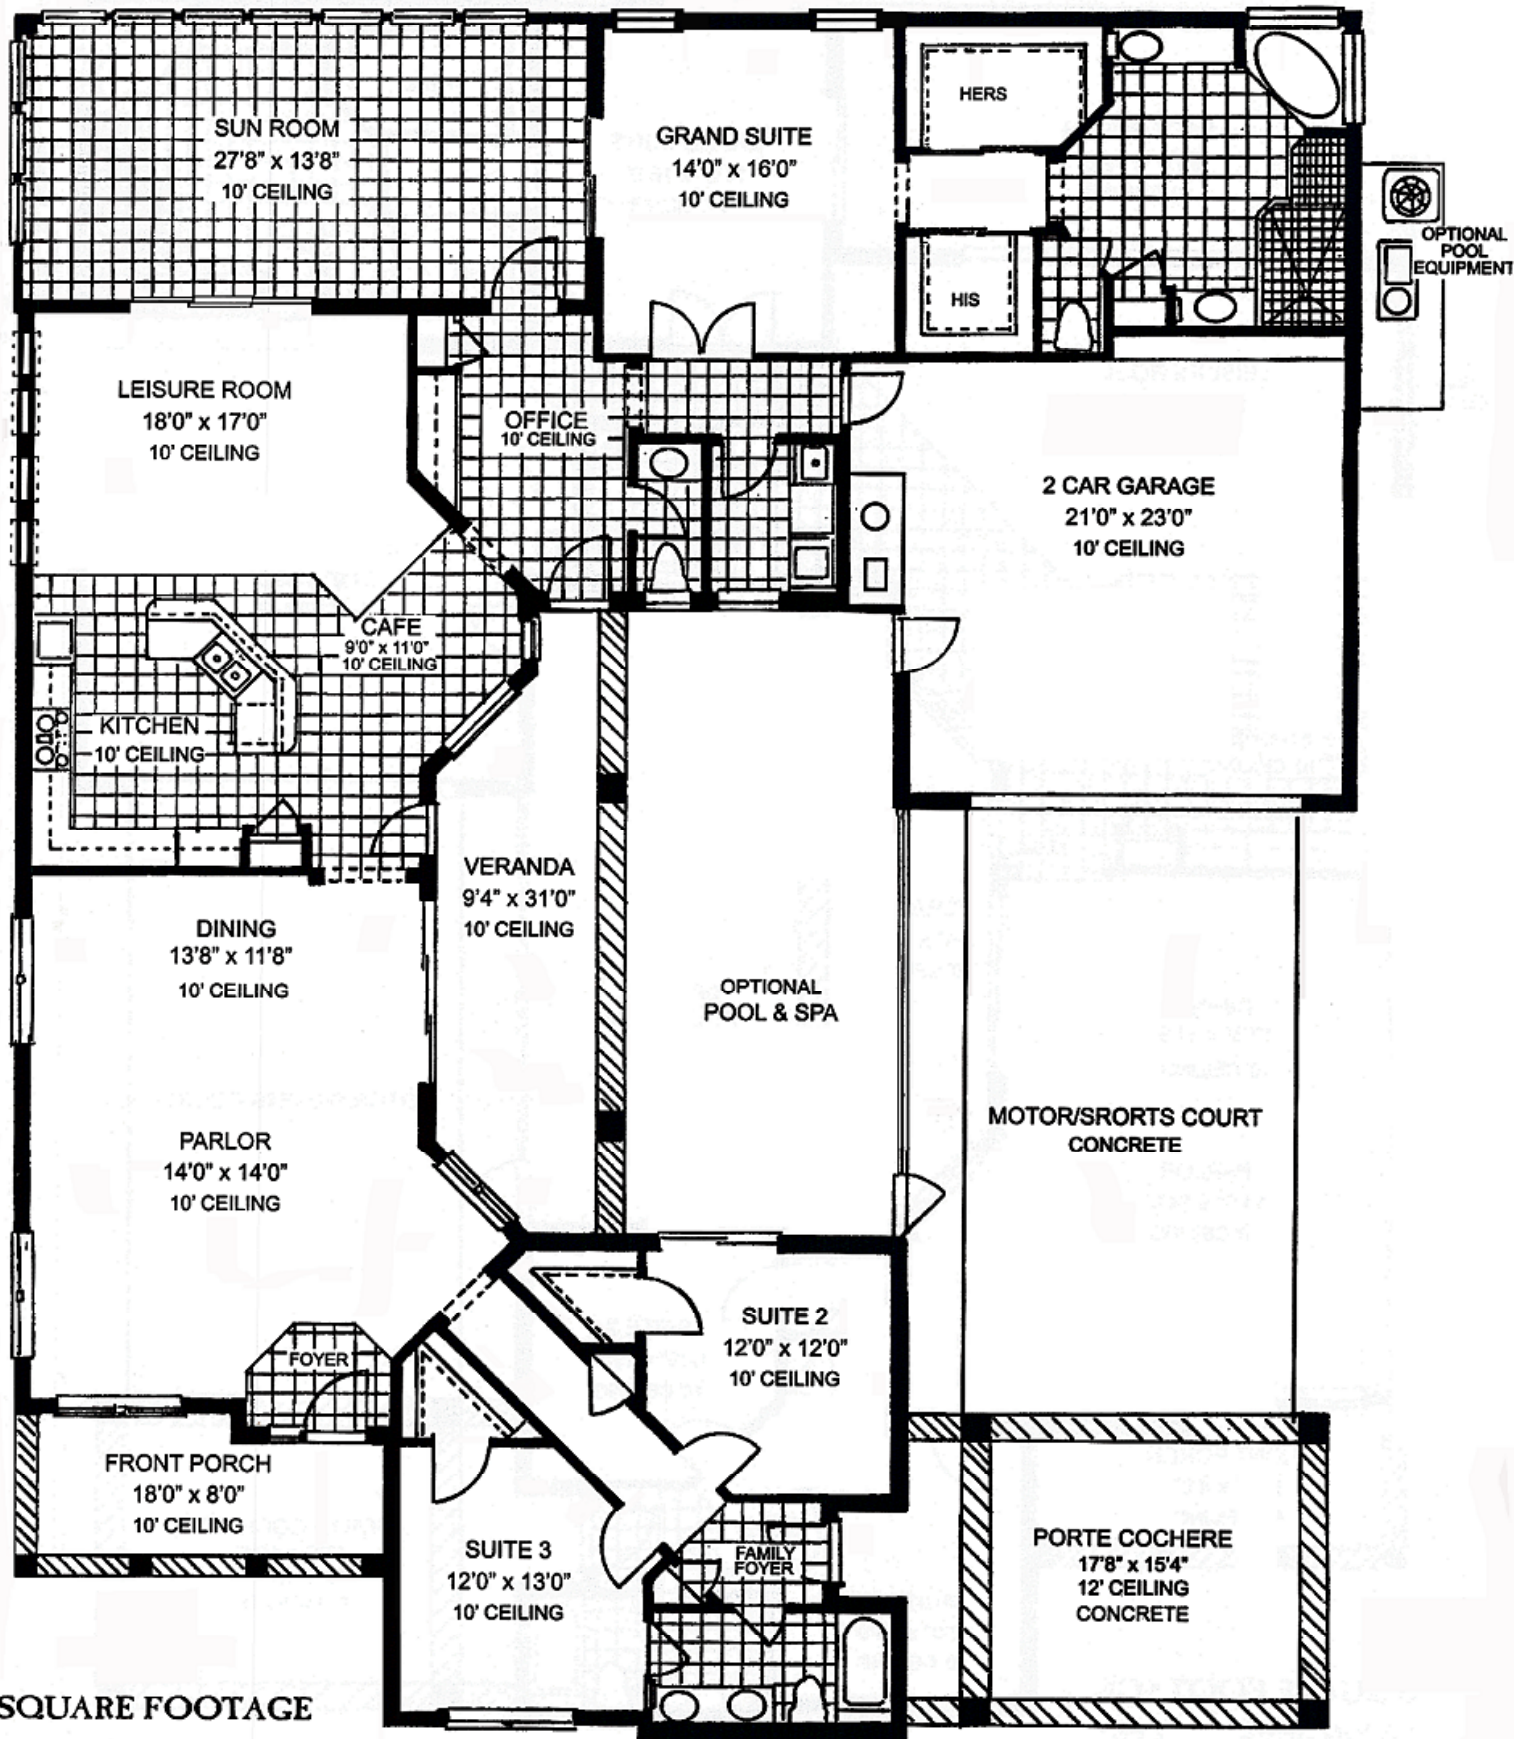 SUN ROOM
27'8" x 13'8"
10' CEILING
GRAND SUITE
14'0" x 16'0"
10' CEILING
HERS
HIS
OPTIONAL
POOL
EQUIPMENT
LEISURE ROOM
18'0" x 17'0"
10' CEILING
OFFICE
10' CEILING
2 CAR GARAGE
21'0" x 23'0"
10' CEILING
CAFE
9'0" x 11'0"
10' CEILING
KITCHEN
10' CEILING
VERANDA
9'4" x 31'0"
10' CEILING
DINING
13'8" x 11'8"
10' CEILING
OPTIONAL
POOL & SPA
MOTOR/SRORTS COURT
CONCRETE
PARLOR
14'0" x 14'0"
10' CEILING
FOYER
SUITE 2
12'0" x 12'0"
10' CEILING
FRONT PORCH
18'0" x 8'0"
10' CEILING
SUITE 3
12'0" x 13'0"
10' CEILING
FAMILY
FOYER
PORTE COCHERE
17'8" x 15'4"
12' CEILING
CONCRETE
SQUARE FOOTAGE